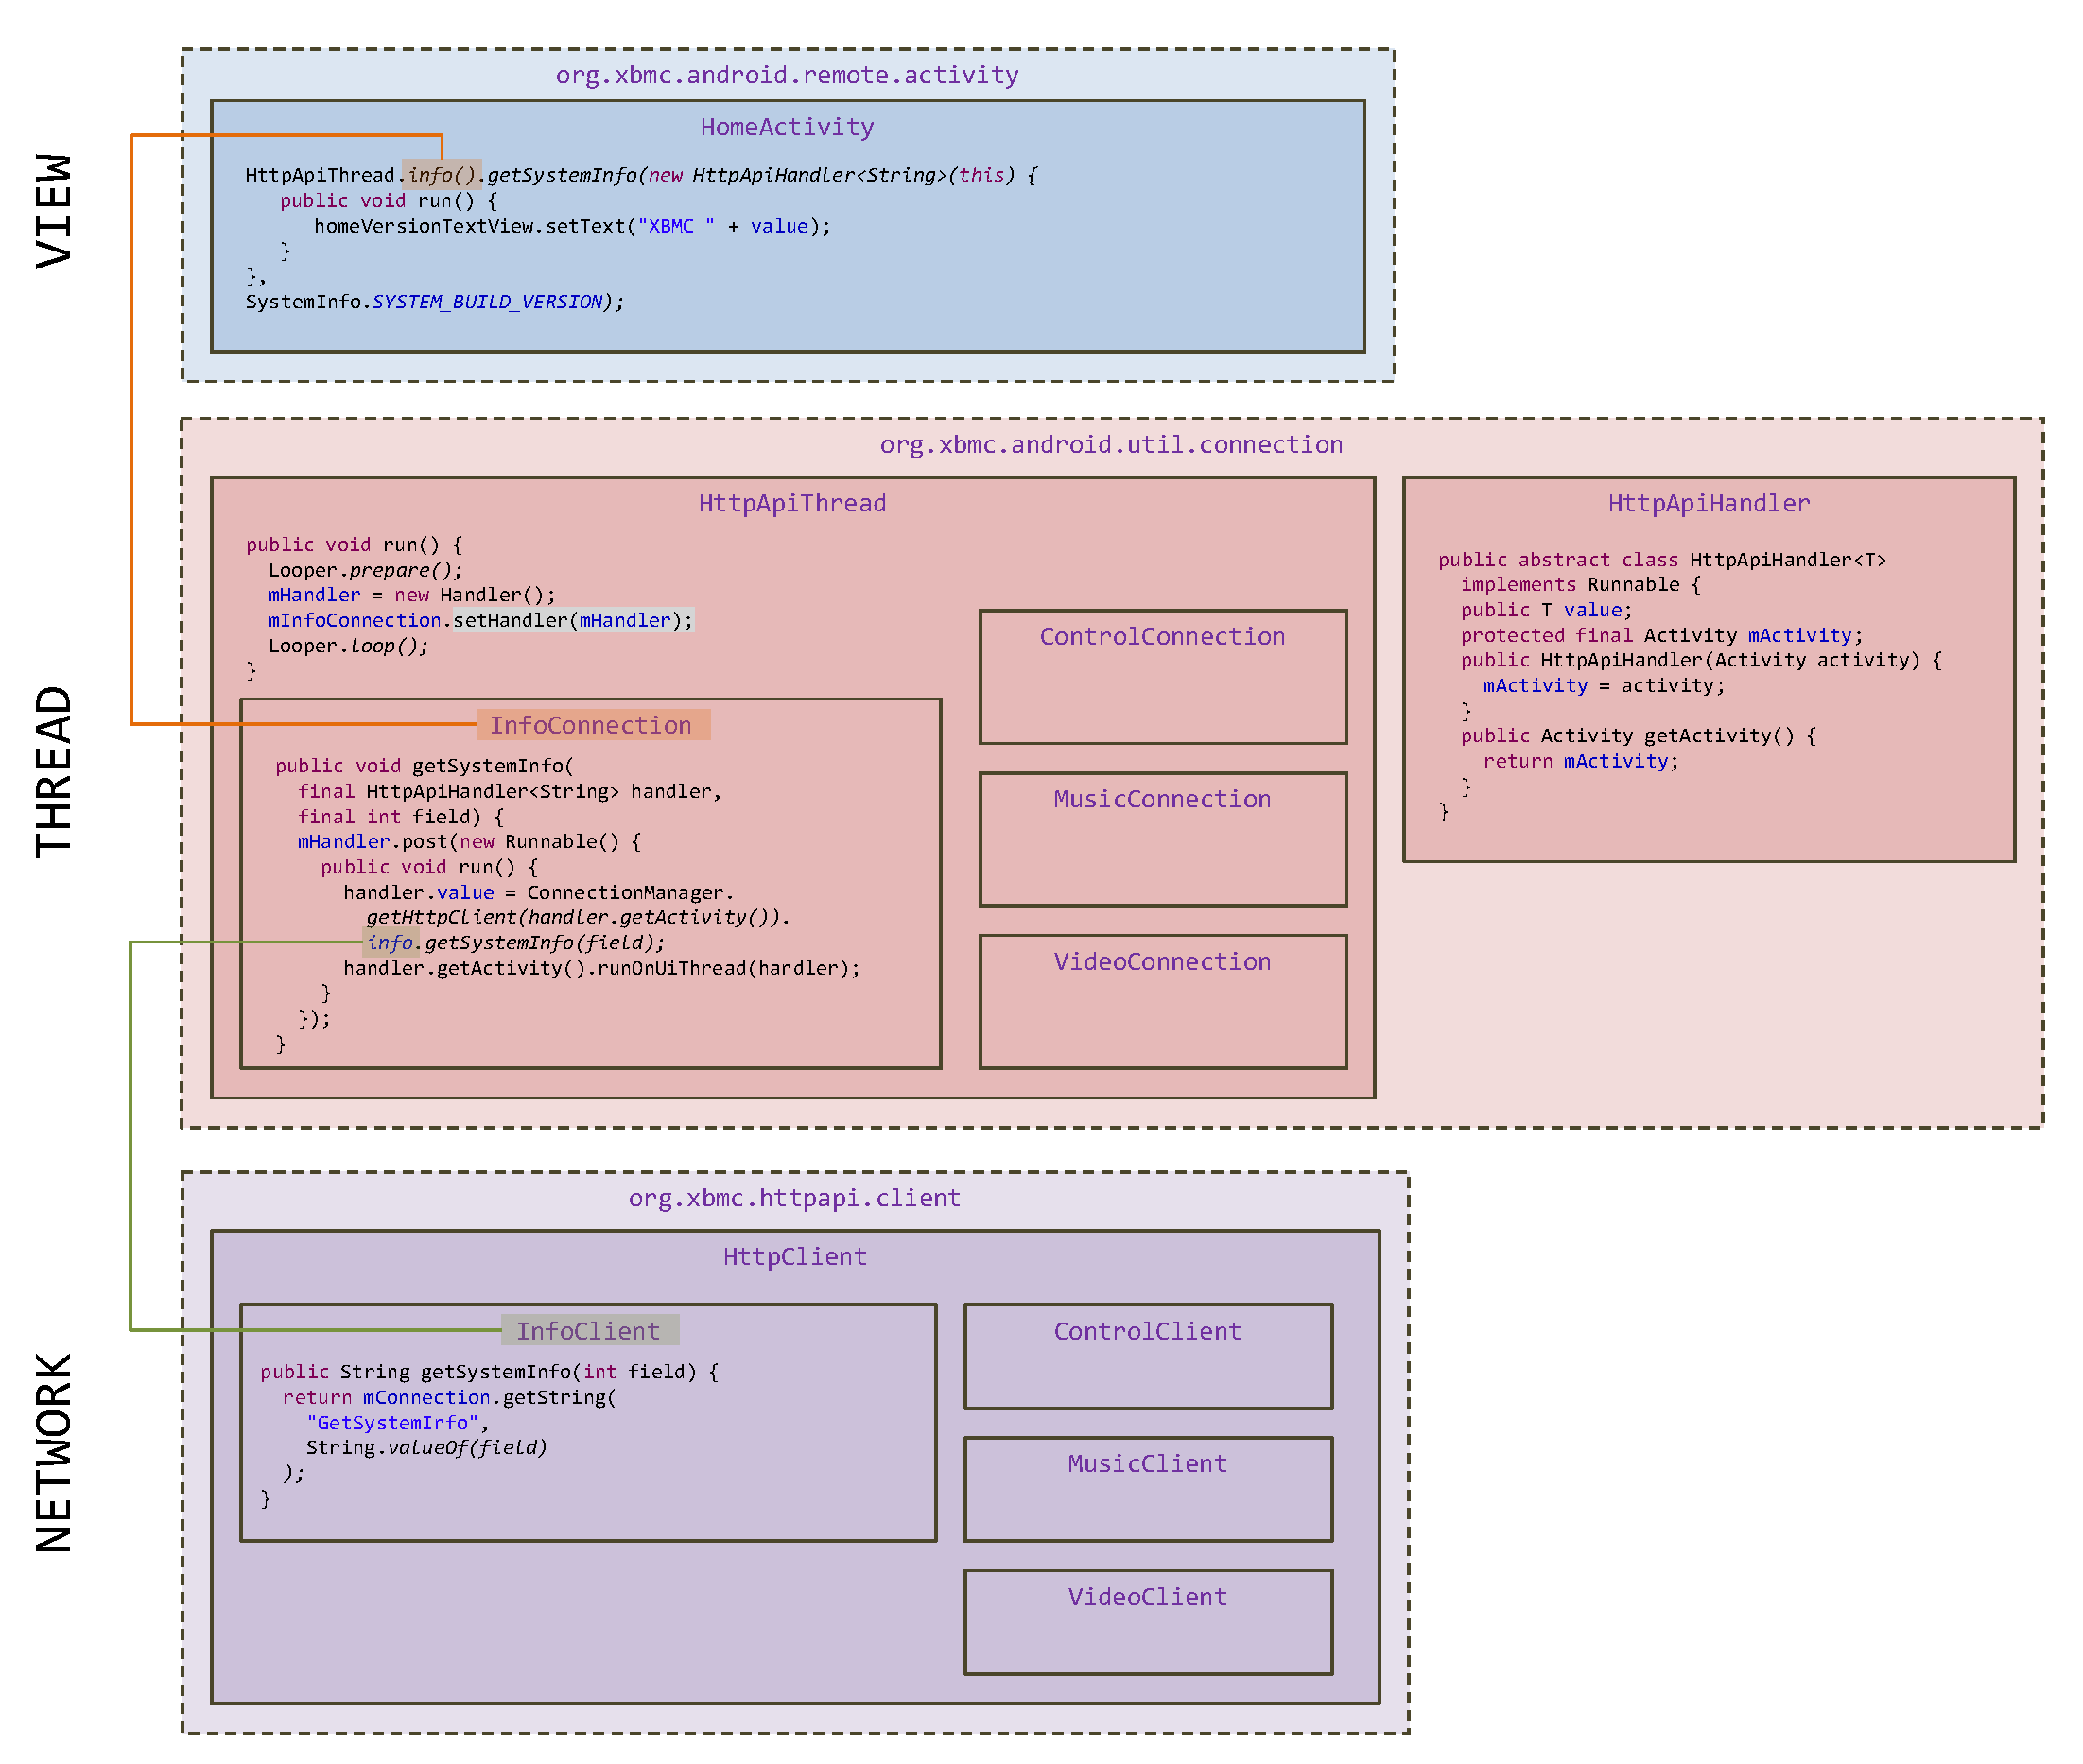 VIEW
org.xbmc.android.remote.activity
HomeActivity
HttpApiThread.info().getSystemInfo(new HttpApiHandler<String>(this) {
public void run() {
homeVersionTextView.setText("XBMC " + value);
}
},
SystemInfo.SYSTEM_BUILD_VERSION);
THREAD
org.xbmc.android.util.connection
HttpApiThread
public void run() {
Looper.prepare();
mHandler = new Handler();
mInfoConnection.setHandler(mHandler);
Looper.loop();
}
InfoConnection
public void getSystemInfo(
final HttpApiHandler<String> handler,
final int field) {
mHandler.post(new Runnable() {
public void run() {
handler.value = ConnectionManager.
getHttpClient(handler.getActivity()).
info.getSystemInfo(field);
handler.getActivity().runOnUiThread(handler);
}
});
}
ControlConnection
MusicConnection
VideoConnection
HttpApiHandler
public abstract class HttpApiHandler<T>
implements Runnable {
public T value;
protected final Activity mActivity;
public HttpApiHandler(Activity activity) {
mActivity = activity;
}
public Activity getActivity() {
return mActivity;
}
}
NETWORK
org.xbmc.httpapi.client
HttpClient
InfoClient
public String getSystemInfo(int field) {
return mConnection.getString(
"GetSystemInfo",
String.valueOf(field)
);
}
ControlClient
MusicClient
VideoClient